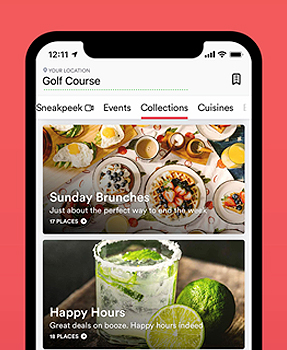 12:11
YOUR LOCATION
Golf Course
Sneakpeek Events Collections Cuisines
Sunday Brunches
Just about the perfect way to end the week
17 PLACES
Happy Hours
Great deals on booze. Happy hours indeed
18 PLACES